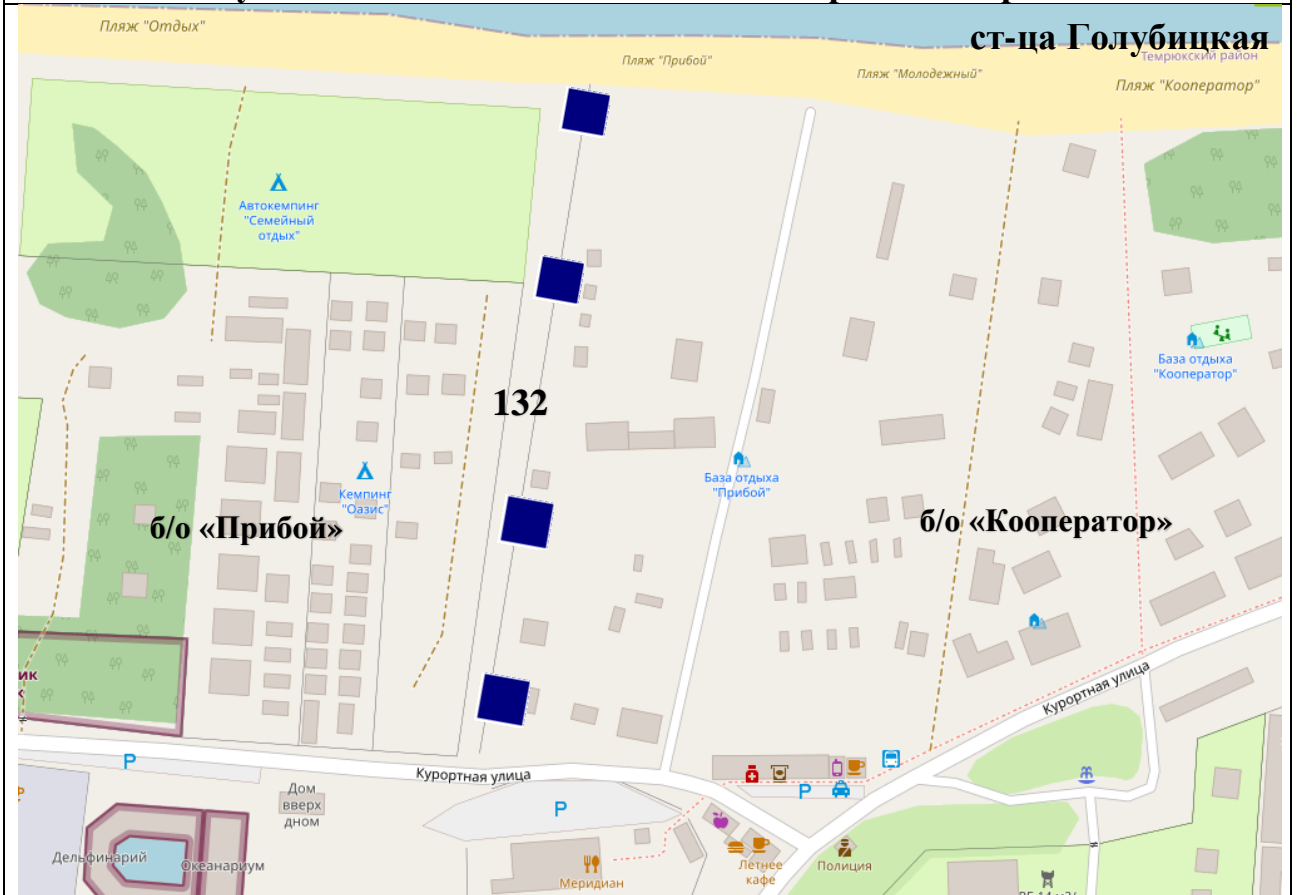 Пляж "Отдых"
ст-ца Голубицкая
Пляж "Прибой"
Темрюкский район
Пляж "Молодежный"
Пляж "Кооператор"
Автокемпинг
"Семейный
отдых"
База отдыха
"Кооператор"
132
База отдыха
"Прибой"
Кемпинг
"Оазис"
б/о «Прибой»
б/о «Кооператор»
ик
Курортная улица
Курортная улица
P
P
P
Дом
вверх
дном
Дельфинарий
Океанариум
Меридиан
Летнее
кафе
Полиция